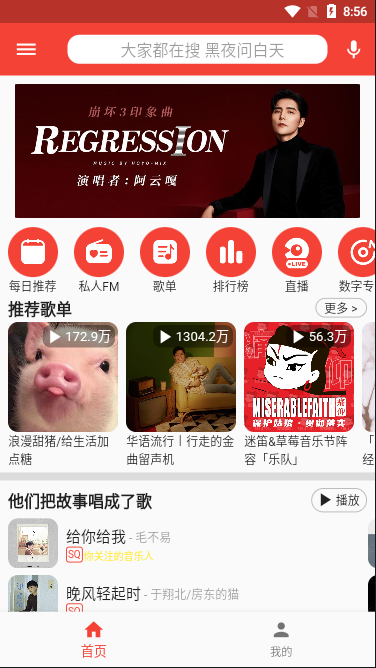 8:56
大家都在搜 黑夜问白天
崩坏3印象曲
REGRESSION
MUSIC BY HOYO-MIX
演唱者：阿云嘎
每日推荐
私人FM
歌单
排行榜
LIVE
直播
数字专
推荐歌单
更多 >
172.9万
1304.2万
56.3万
MISERABLEFAITH
浪漫甜猪/给生活加点糖
华语流行丨行走的金曲留声机
迷笛&草莓音乐节阵容「乐队」
经
他们把故事唱成了歌
播放
给你给我 - 毛不易
SQ 你关注的音乐人
晚风轻起时 - 于翔北/房东的猫
SQ
首页
我的